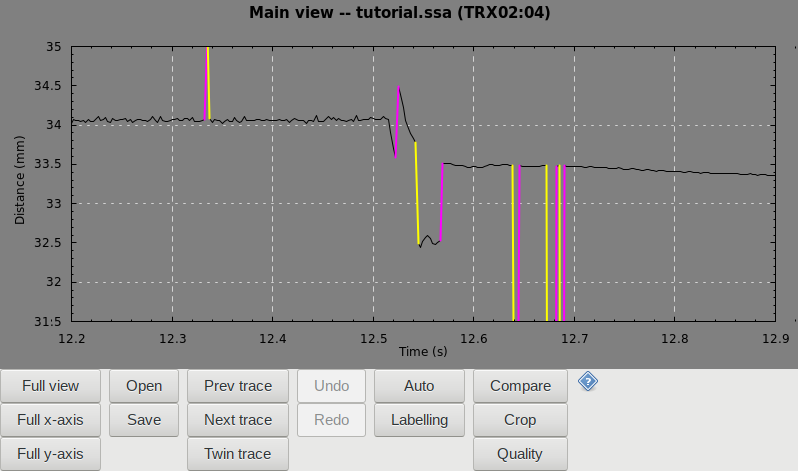 Main view -- tutorial.ssa (TRX02:04)
35
34.5
34
33.5
33
32.5
32
31.5
Distance (mm)
12.2 12.3 12.4 12.5 12.6 12.7 12.8 12.9
Time (s)
Full view Open Prev trace Undo Auto Compare ?
Full x-axis Save Next trace Redo Labelling Crop
Full y-axis Twin trace Quality